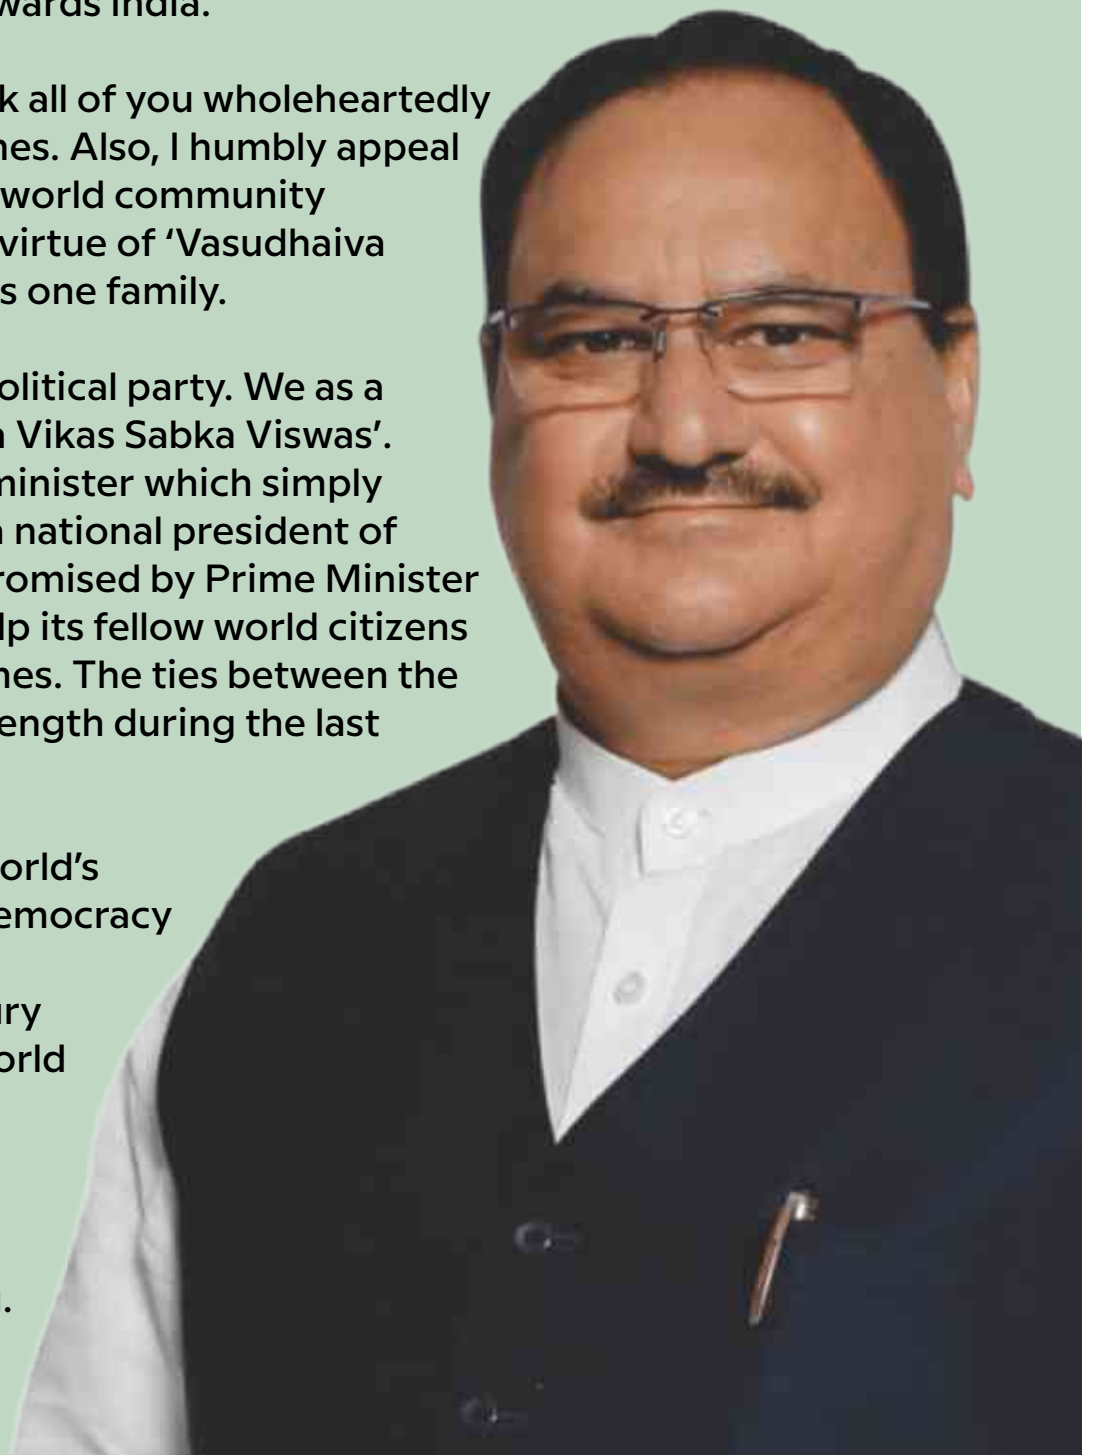 wards India.
k all of you wholeheartedly
nes. Also, I humbly appeal
world community
virtue of ‘Vasudhaiva
s one family.
olitical party. We as a
Vikas Sabka Viswas’.
minister which simply
national president of
romised by Prime Minister
lp its fellow world citizens
nes. The ties between the
ength during the last
orld’s
emocracy
ury
orld
.